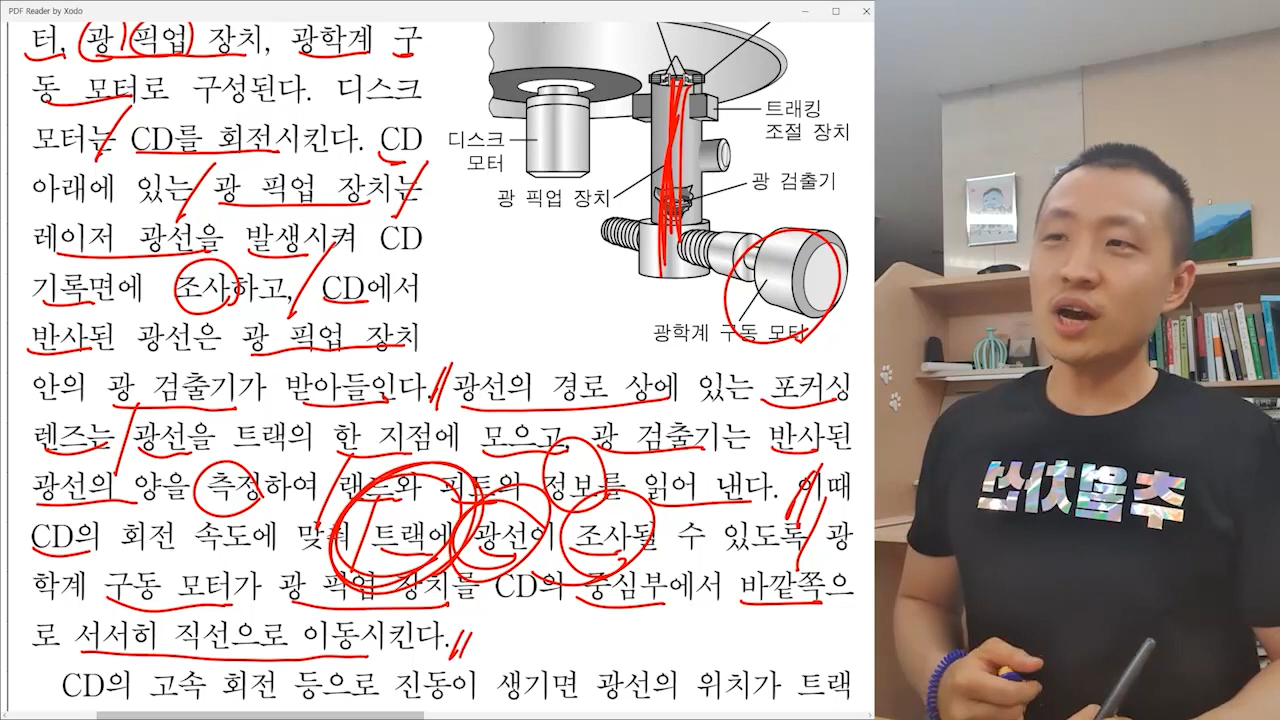 PDF Reader by Xodo
터, 광 픽업 장치, 광학계 구
동 모터로 구성된다. 디스크
모터는 CD를 회전시킨다. CD
아래에 있는 광 픽업 장치는
레이저 광선을 발생시켜 CD
기록면에 조사하고, CD에서
반사된 광선은 광 픽업 장치
안의 광 검출기가 받아들인다. 광선의 경로 상에 있는 포커싱
렌즈는 광선을 트랙의 한 지점에 모으고, 광 검출기는 반사된
광선의 양을 측정하여 랜드와 피트의 정보를 읽어 낸다. 이때
CD의 회전 속도에 맞춰 트랙에 광선이 조사될 수 있도록 광
학계 구동 모터가 광 픽업 장치를 CD의 중심부에서 바깥쪽으
로 서서히 직선으로 이동시킨다.
CD의 고속 회전 등으로 진동이 생기면 광선의 위치가 트랙
디스크
모터
광 픽업 장치
트래킹
조절 장치
광 검출기
광학계 구동 모터